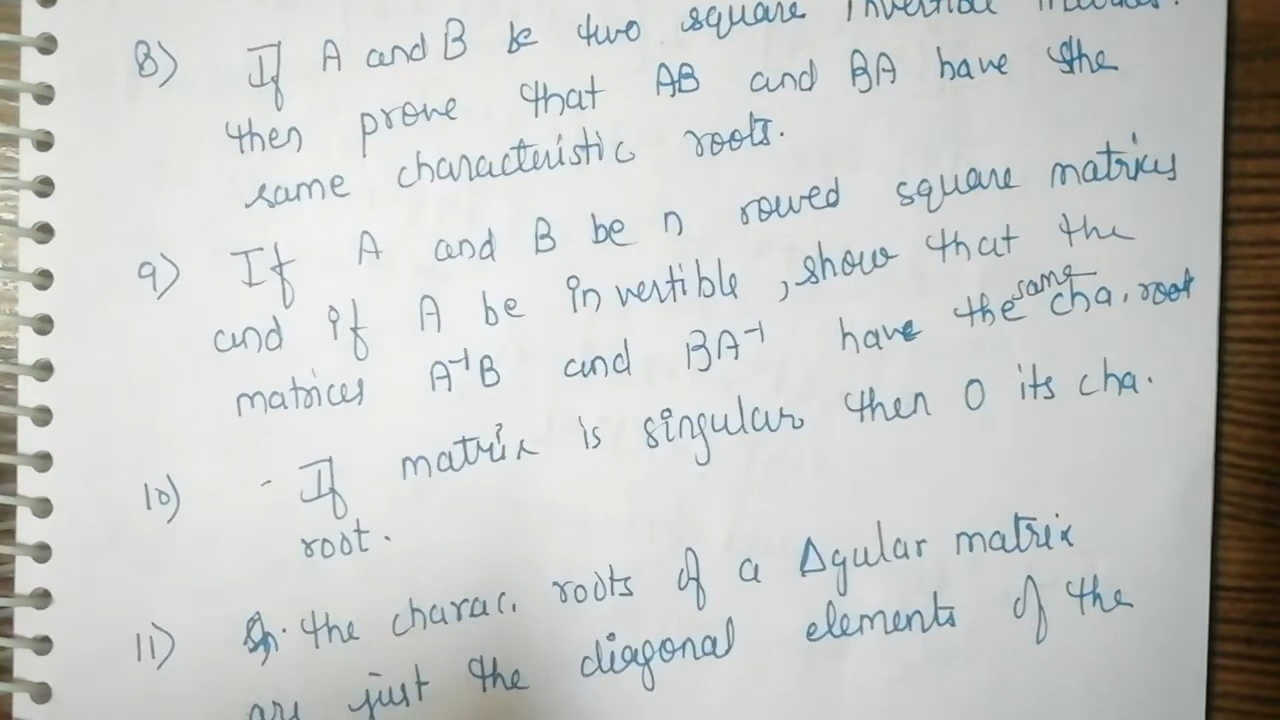 8) If A and B be two square invertible
then prove that AB and BA have the
same characteristic roots.
9) If A and B be n rowed square matrices
and if A be invertible, show that the
matrices A⁻¹B and BA⁻¹ have the same cha. root
10) - If matrix is singular then 0 its cha.
root.
11) the charac. roots of a Δgular matrix
are just the diagonal elements of the